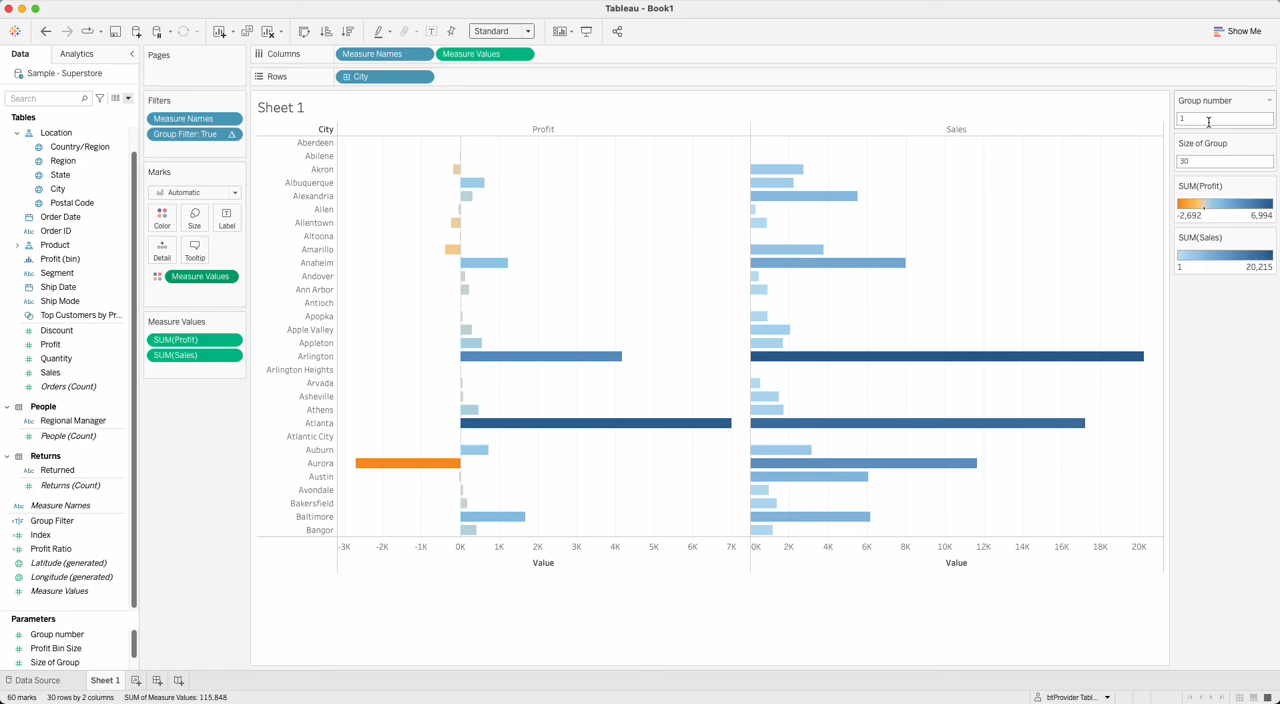 Tableau - Book1
Standard
Show Me
Data
Analytics
Sample - Superstore
Search
Tables
Location
Country/Region
Region
State
City
Postal Code
Order Date
Abc Order ID
Product
Profit (bin)
Abc Segment
Ship Date
Abc Ship Mode
Top Customers by Pr...
# Discount
# Profit
# Quantity
# Sales
# Orders (Count)
People
Abc Regional Manager
# People (Count)
Returns
Abc Returned
# Returns (Count)
Abc Measure Names
=T|F Group Filter
=# Index
=# Profit Ratio
Latitude (generated)
Longitude (generated)
# Measure Values
Parameters
# Group number
# Profit Bin Size
# Size of Group
Pages
Filters
Measure Names
Group Filter: True
Marks
Automatic
Color
Size
Label
Detail
Tooltip
Measure Values
Measure Values
SUM(Profit)
SUM(Sales)
Columns
Measure Names
Measure Values
Rows
City
Sheet 1
City
Profit
Sales
Aberdeen
Abilene
Akron
Albuquerque
Alexandria
Allen
Allentown
Altoona
Amarillo
Anaheim
Andover
Ann Arbor
Antioch
Apopka
Apple Valley
Appleton
Arlington
Arlington Heights
Arvada
Asheville
Athens
Atlanta
Atlantic City
Auburn
Aurora
Austin
Avondale
Bakersfield
Baltimore
Bangor
-3K -2K -1K 0K 1K 2K 3K 4K 5K 6K 7K
0K 2K 4K 6K 8K 10K 12K 14K 16K 18K 20K
Value
Value
Group number
1
Size of Group
30
SUM(Profit)
-2,692 6,994
SUM(Sales)
1 20,215
Data Source
Sheet 1
60 marks 30 rows by 2 columns SUM of Measure Values: 115,848
btProvider Tabl...